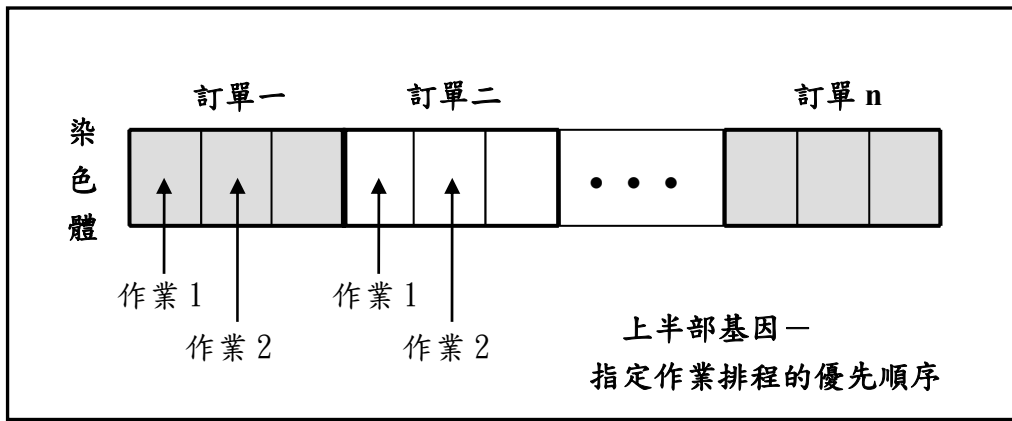 訂單一 訂單二 訂單 n
染色體
• • •
作業 1 作業 1
作業 2 作業 2
上半部基因－
指定作業排程的優先順序